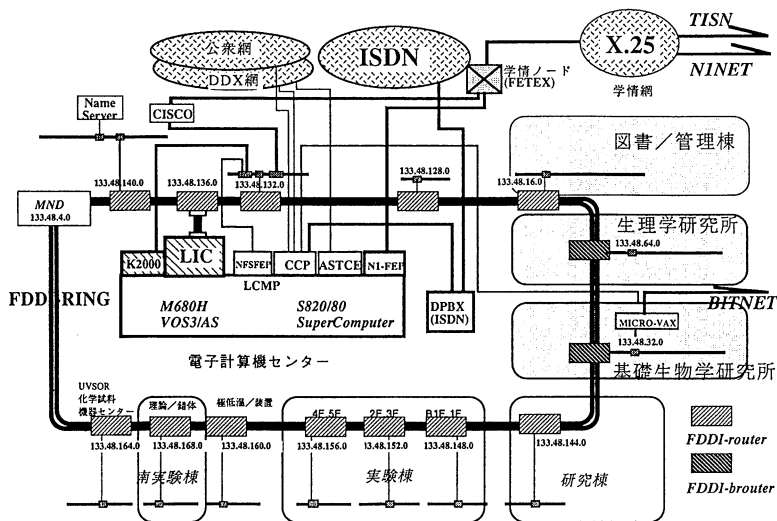 公衆網
DDX網
ISDN
学情ノード
(FETEX)
X.25
学情網
TISN
N1NET
Name
Server
CISCO
図書／管理棟
133.48.140.0
133.48.136.0
133.48.132.0
133.48.128.0
133.48.16.0
MND
133.48.4.0
生理学研究所
133.48.64.0
K2000
LIC
NFSFEP
CCP
ASTCE
N1-FEP
LCMP
FDDI-RING
M680H
VOS3/AS
S820/80
SuperComputer
DPBX
(ISDN)
BITNET
MICRO-VAX
133.48.32.0
基礎生物学研究所
電子計算機センター
UVSOR
化学試料
機器センター
理論／錯体
極低温／装置
4F,5F
2F,3F
B1F,1F
133.48.164.0
133.48.168.0
133.48.160.0
133.48.156.0
133.48.152.0
133.48.148.0
133.48.144.0
FDDI-router
FDDI-brouter
南実験棟
実験棟
研究棟